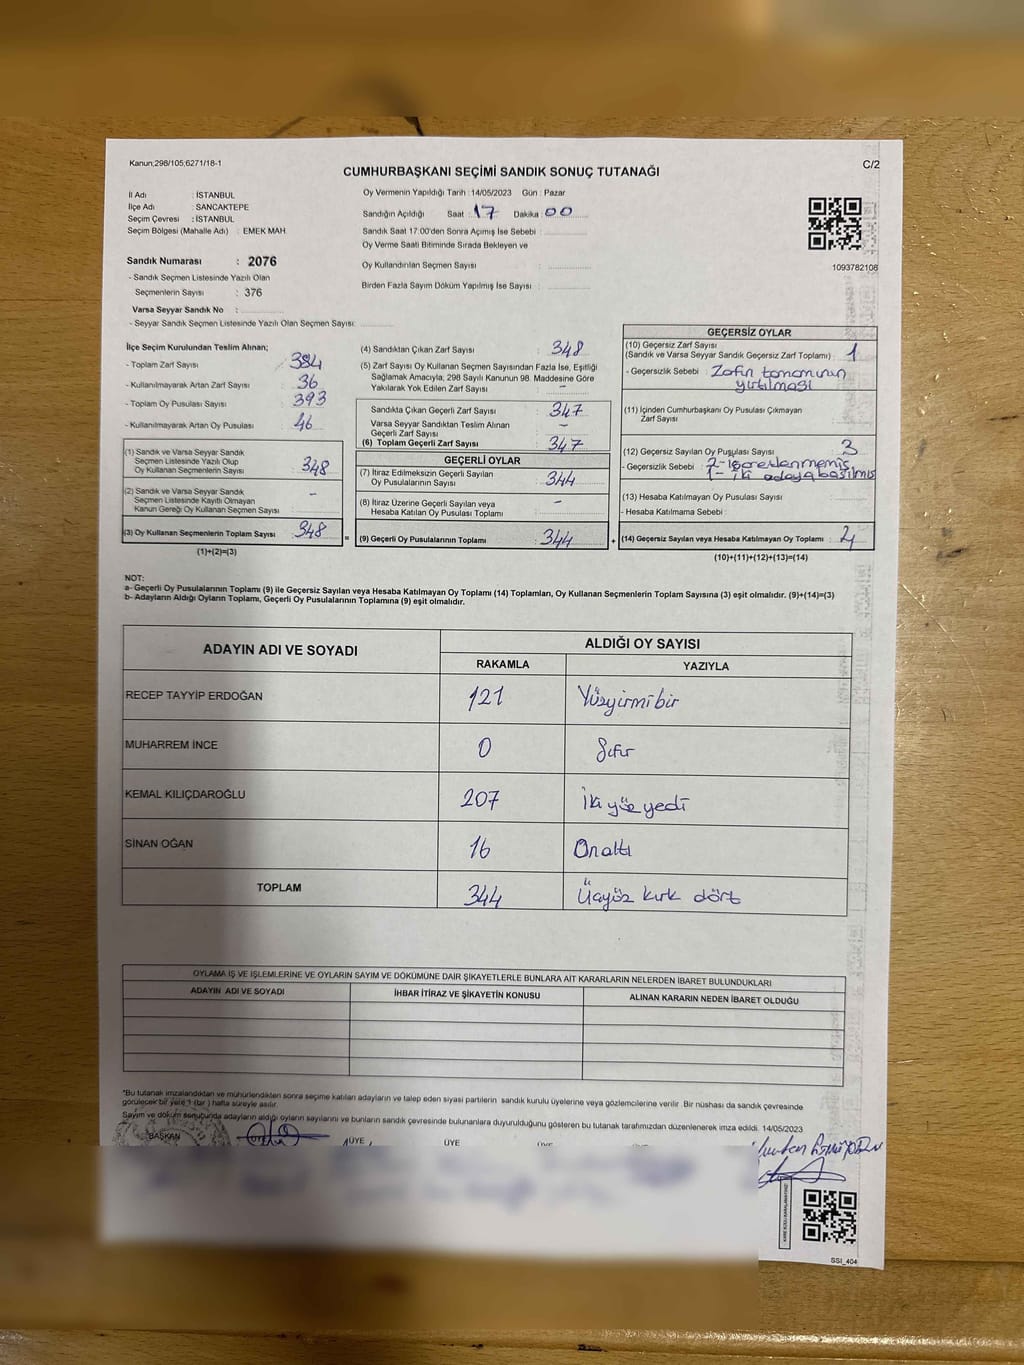 Kanun;298/105;6271/18-1
C/2
CUMHURBAŞKANI SEÇİMİ SANDIK SONUÇ TUTANAĞI
İl Adı : İSTANBUL
İlçe Adı : SANCAKTEPE
Seçim Çevresi : İSTANBUL
Seçim Bölgesi (Mahalle Adı) : EMEK MAH
Oy Vermenin Yapıldığı Tarih : 14/05/2023 Gün : Pazar
Sandığın Açıldığı Saat : 17 Dakika : 00
Sandık Saat 17:00'den Sonra Açımış İse Sebebi :
Oy Verme Saati Bitiminde Sırada Bekleyen ve
Oy Kullandırılan Seçmen Sayısı :
Birden Fazla Sayım Döküm Yapılmış İse Sayısı :
1093782106
Sandık Numarası : 2076
- Sandık Seçmen Listesinde Yazılı Olan
Seçmenlerin Sayısı : 376
Varsa Seyyar Sandık No :
- Seyyar Sandık Seçmen Listesinde Yazılı Olan Seçmen Sayısı:
İlçe Seçim Kurulundan Teslim Alınan;
- Toplam Zarf Sayısı : 384
- Kullanılmayarak Artan Zarf Sayısı : 36
- Toplam Oy Pusulası Sayısı : 393
- Kullanılmayarak Artan Oy Pusulası : 46
(1) Sandık ve Varsa Seyyar Sandık
Seçmen Listesinde Yazılı Olup
Oy Kullanan Seçmenlerin Sayısı : 348
(2) Sandık ve Varsa Seyyar Sandık
Seçmen Listesinde Kayıtlı Olmayan
Kanun Gereği Oy Kullanan Seçmen Sayısı : -
(3) Oy Kullanan Seçmenlerin Toplam Sayısı : 348
(1)+(2)=(3)
(4) Sandıktan Çıkan Zarf Sayısı : 348
(5) Zarf Sayısı Oy Kullanan Seçmen Sayısından Fazla İse, Eşitliği
Sağlamak Amacıyla, 298 Sayılı Kanunun 98. Maddesine Göre
Yakılarak Yok Edilen Zarf Sayısı : -
Sandıkta Çıkan Geçerli Zarf Sayısı : 347
Varsa Seyyar Sandıktan Teslim Alınan
Geçerli Zarf Sayısı : -
(6) Toplam Geçerli Zarf Sayısı : 347
GEÇERLİ OYLAR
(7) İtiraz Edilmeksizin Geçerli Sayılan
Oy Pusulalarının Sayısı : 344
(8) İtiraz Üzerine Geçerli Sayılan veya
Hesaba Katılan Oy Pusulası Toplamı : -
= (9) Geçerli Oy Pusulalarının Toplamı : 344 +
GEÇERSİZ OYLAR
(10) Geçersiz Zarf Sayısı
(Sandık ve Varsa Seyyar Sandık Geçersiz Zarf Toplamı) : 1
- Geçersizlik Sebebi : Zarfın tamamının
yırtılması
(11) İçinden Cumhurbaşkanı Oy Pusulası Çıkmayan
Zarf Sayısı :
(12) Geçersiz Sayılan Oy Pusulası Sayısı : 3
- Geçersizlik Sebebi : 2- işaretlenmemiş
1- iki adaya basılmış
(13) Hesaba Katılmayan Oy Pusulası Sayısı :
- Hesaba Katılmama Sebebi :
(14) Geçersiz Sayılan veya Hesaba Katılmayan Oy Toplamı : 4
(10)+(11)+(12)+(13)=(14)
NOT:
a- Geçerli Oy Pusulalarının Toplamı (9) ile Geçersiz Sayılan veya Hesaba Katılmayan Oy Toplamı (14) Toplamları, Oy Kullanan Seçmenlerin Toplam Sayısına (3) eşit olmalıdır. (9)+(14)=(3)
b- Adayların Aldığı Oyların Toplamı, Geçerli Oy Pusulalarının Toplamına (9) eşit olmalıdır.
ADAYIN ADI VE SOYADI ALDIĞI OY SAYISI
RAKAMLA YAZIYLA
RECEP TAYYİP ERDOĞAN 121 Yüzyirmibir
MUHARREM İNCE 0 Sıfır
KEMAL KILIÇDAROĞLU 207 İki yüz yedi
SİNAN OĞAN 16 Onaltı
TOPLAM 344 Üçyüz kırk dört
OYLAMA İŞ VE İŞLEMLERİNE VE OYLARIN SAYIM VE DÖKÜMÜNE DAİR ŞİKAYETLERLE BUNLARA AİT KARARLARIN NELERDEN İBARET BULUNDUKLARI
ADAYIN ADI VE SOYADI İHBAR İTİRAZ VE ŞİKAYETİN KONUSU ALINAN KARARIN NEDEN İBARET OLDUĞU
*Bu tutanak imzalandıktan ve mühürlendikten sonra seçime katılan adayların ve talep eden siyasi partilerin sandık kurulu üyelerine veya gözlemcilerine verilir. Bir nüshası da sandık çevresinde
görülecek bir yere 1 (bir ) hafta süreyle asılır.
Sayım ve döküm sonucunda adayların aldığı oyların sayılarını ve bunların sandık çevresinde bulunanlara duyurulduğunu gösteren bu tutanak tarafımızdan düzenlenerek imza edildi. 14/05/2023
BAŞKAN ÜYE ÜYE
SSI_404